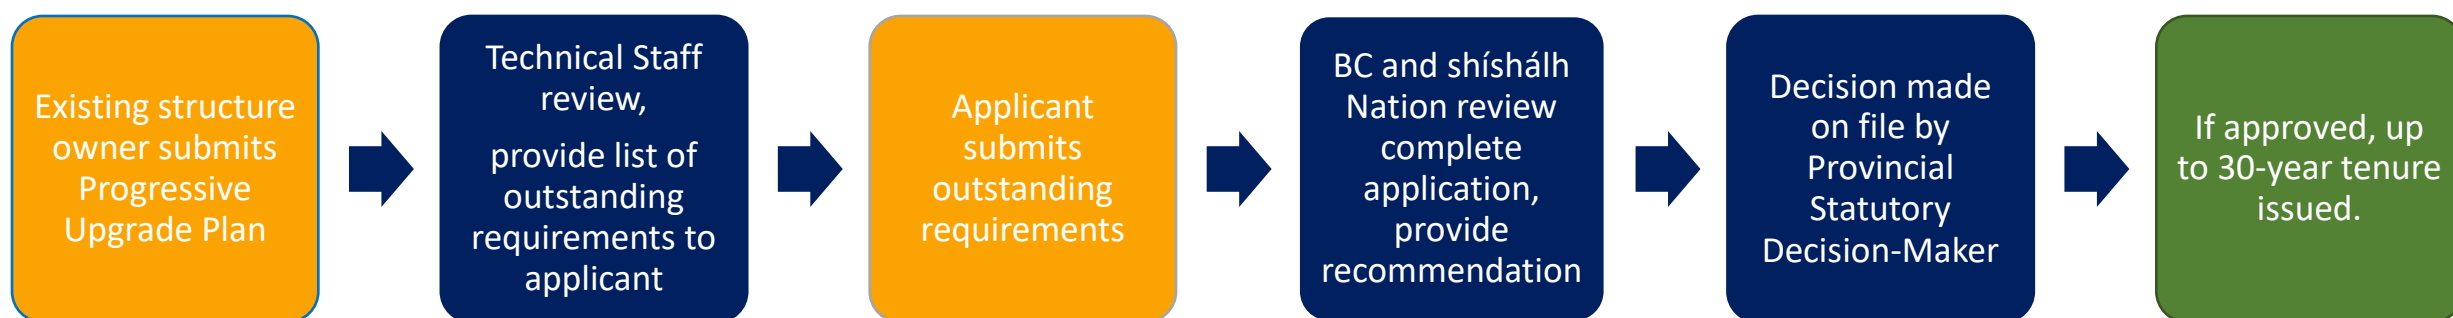 Existing structure
owner submits
Progressive
Upgrade Plan
Technical Staff
review,
provide list of
outstanding
requirements to
applicant
Applicant
submits
outstanding
requirements
BC and shíshálh
Nation review
complete
application,
provide
recommendation
Decision made
on file by
Provincial
Statutory
Decision-Maker
If approved, up
to 30-year tenure
issued.